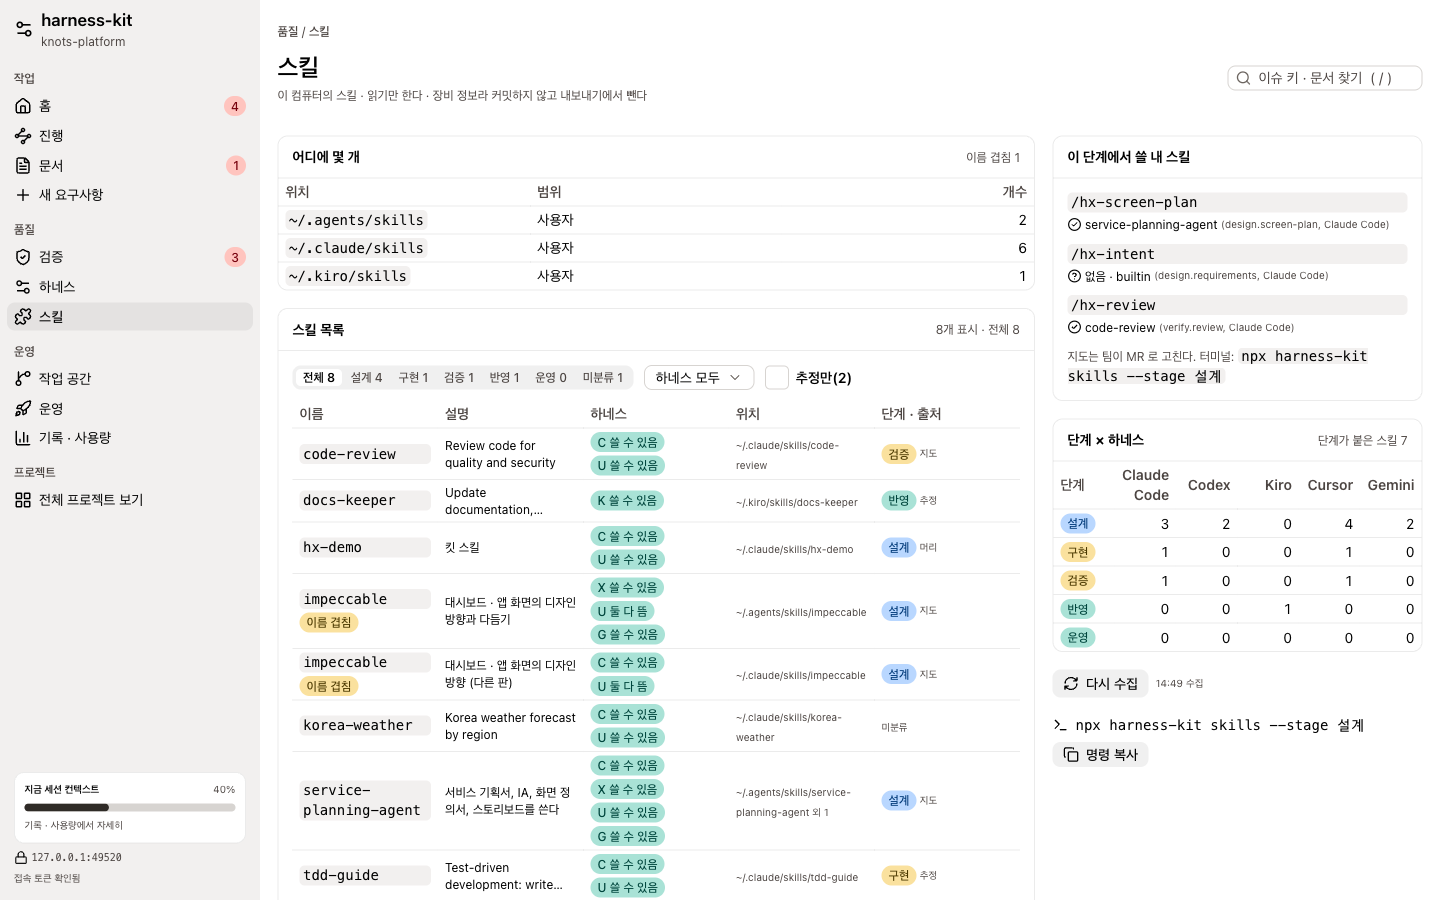 harness-kit
knots-platform
작업
홈 4
진행
문서 1
새 요구사항
품질
검증 3
하네스
스킬
운영
작업 공간
운영
기록 · 사용량
프로젝트
전체 프로젝트 보기
지금 세션 컨텍스트 40%
기록 · 사용량에서 자세히
127.0.0.1:49520
접속 토큰 확인됨
품질 / 스킬
스킬
이 컴퓨터의 스킬 · 읽기만 한다 · 장비 정보라 커밋하지 않고 내보내기에서 뺀다
이슈 키 · 문서 찾기 ( / )
어디에 몇 개 이름 겹침 1
위치 범위 개수
~/.agents/skills 사용자 2
~/.claude/skills 사용자 6
~/.kiro/skills 사용자 1
스킬 목록 8개 표시 · 전체 8
전체 8 설계 4 구현 1 검증 1 반영 1 운영 0 미분류 1 하네스 모두 추정만(2)
이름 설명 하네스 위치 단계 · 출처
code-review Review code for quality and security C 쓸 수 있음 U 쓸 수 있음 ~/.claude/skills/code-review 검증 지도
docs-keeper Update documentation,... K 쓸 수 있음 ~/.kiro/skills/docs-keeper 반영 추정
hx-demo 킷 스킬 C 쓸 수 있음 U 쓸 수 있음 ~/.claude/skills/hx-demo 설계 머리
impeccable 이름 겹침 대시보드 · 앱 화면의 디자인 방향과 다듬기 X 쓸 수 있음 U 둘 다 뜸 G 쓸 수 있음 ~/.agents/skills/impeccable 설계 지도
impeccable 이름 겹침 대시보드 · 앱 화면의 디자인 방향 (다른 판) C 쓸 수 있음 U 둘 다 뜸 ~/.claude/skills/impeccable 설계 지도
korea-weather Korea weather forecast by region C 쓸 수 있음 U 쓸 수 있음 ~/.claude/skills/korea-weather 미분류
service-planning-agent 서비스 기획서, IA, 화면 정의서, 스토리보드를 쓴다 C 쓸 수 있음 X 쓸 수 있음 U 쓸 수 있음 G 쓸 수 있음 ~/.agents/skills/service-planning-agent 외 1 설계 지도
tdd-guide Test-driven development: write... C 쓸 수 있음 U 쓸 수 있음 ~/.claude/skills/tdd-guide 구현 추정
이 단계에서 쓸 내 스킬
/hx-screen-plan
service-planning-agent (design.screen-plan, Claude Code)
/hx-intent
없음 · builtin (design.requirements, Claude Code)
/hx-review
code-review (verify.review, Claude Code)
지도는 팀이 MR 로 고친다. 터미널: npx harness-kit
skills --stage 설계
단계 × 하네스 단계가 붙은 스킬 7
단계 Claude Code Codex Kiro Cursor Gemini
설계 3 2 0 4 2
구현 1 0 0 1 0
검증 1 0 0 1 0
반영 0 0 1 0 0
운영 0 0 0 0 0
다시 수집 14:49 수집
npx harness-kit skills --stage 설계
명령 복사